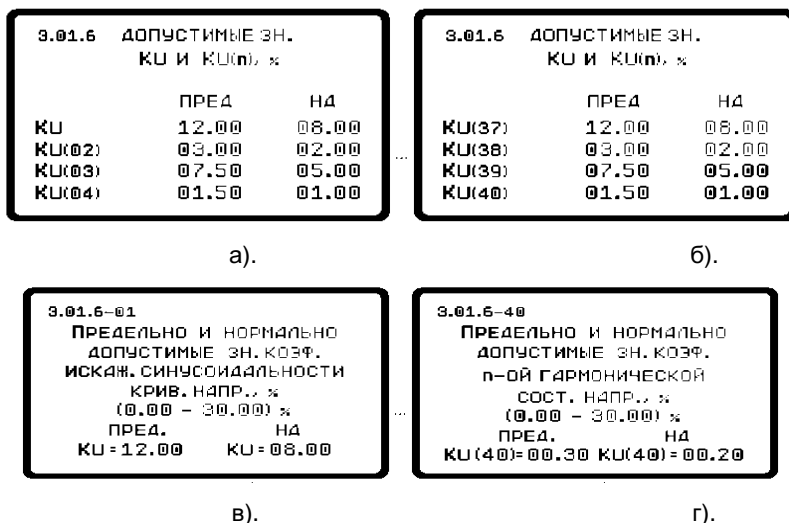 3.01.6 ДОПУСТИМЫЕ ЗН.
KU И KU(n), %
ПРЕД НД
KU 12.00 08.00
KU(02) 03.00 02.00
KU(03) 07.50 05.00
KU(04) 01.50 01.00
...
3.01.6 ДОПУСТИМЫЕ ЗН.
KU И KU(n), %
ПРЕД НД
KU(37) 12.00 08.00
KU(38) 03.00 02.00
KU(39) 07.50 05.00
KU(40) 01.50 01.00
а).
б).
3.01.6-01
ПРЕДЕЛЬНО И НОРМАЛЬНО
ДОПУСТИМЫЕ ЗН. КОЭФ.
ИСКАЖ. СИНУСОИДАЛЬНОСТИ
КРИВ. НАПР., %
(0.00 - 30.00) %
ПРЕД. НД
KU=12.00 KU=08.00
...
3.01.6-40
ПРЕДЕЛЬНО И НОРМАЛЬНО
ДОПУСТИМЫЕ ЗН. КОЭФ.
n-ОЙ ГАРМОНИЧЕСКОЙ
СОСТ. НАПР., %
(0.00 - 30.00) %
ПРЕД. НД
KU(40)=00.30 KU(40)=00.20
в).
г).